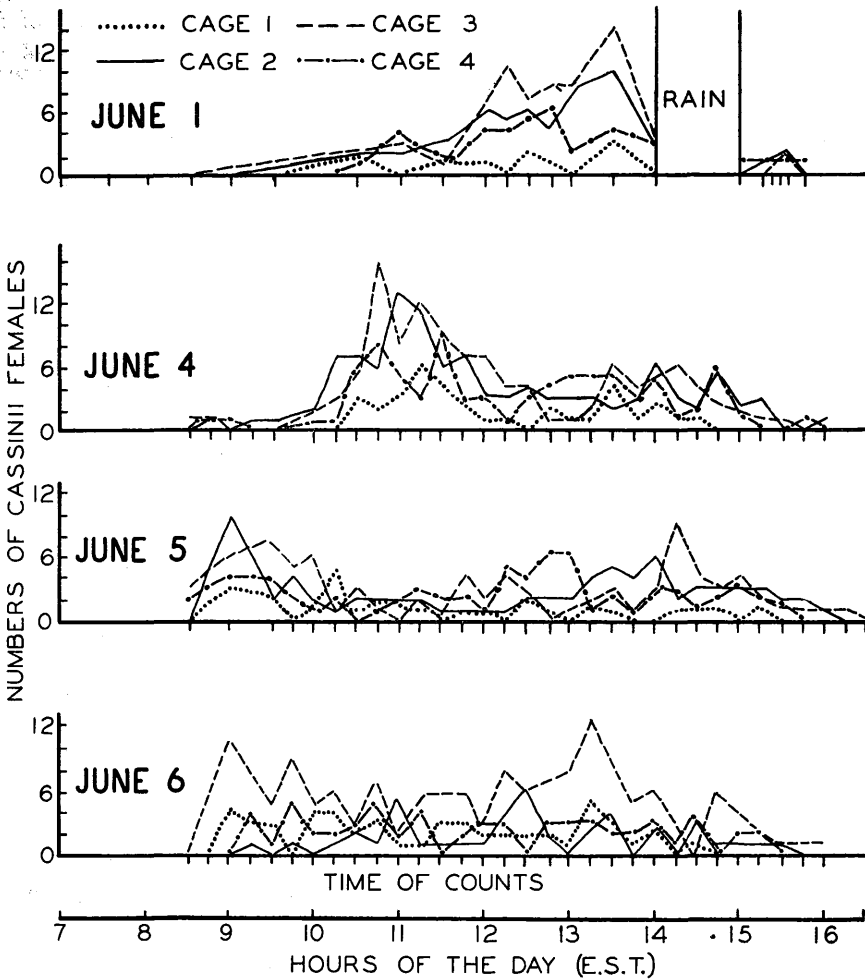 CAGE 1 CAGE 3
CAGE 2 CAGE 4
12
6
0
JUNE 1
RAIN
NUMBERS OF CASSINII FEMALES
12
6
0
JUNE 4
12
6
0
JUNE 5
12
6
0
JUNE 6
TIME OF COUNTS
7 8 9 10 11 12 13 14 15 16
HOURS OF THE DAY (E.S.T.)